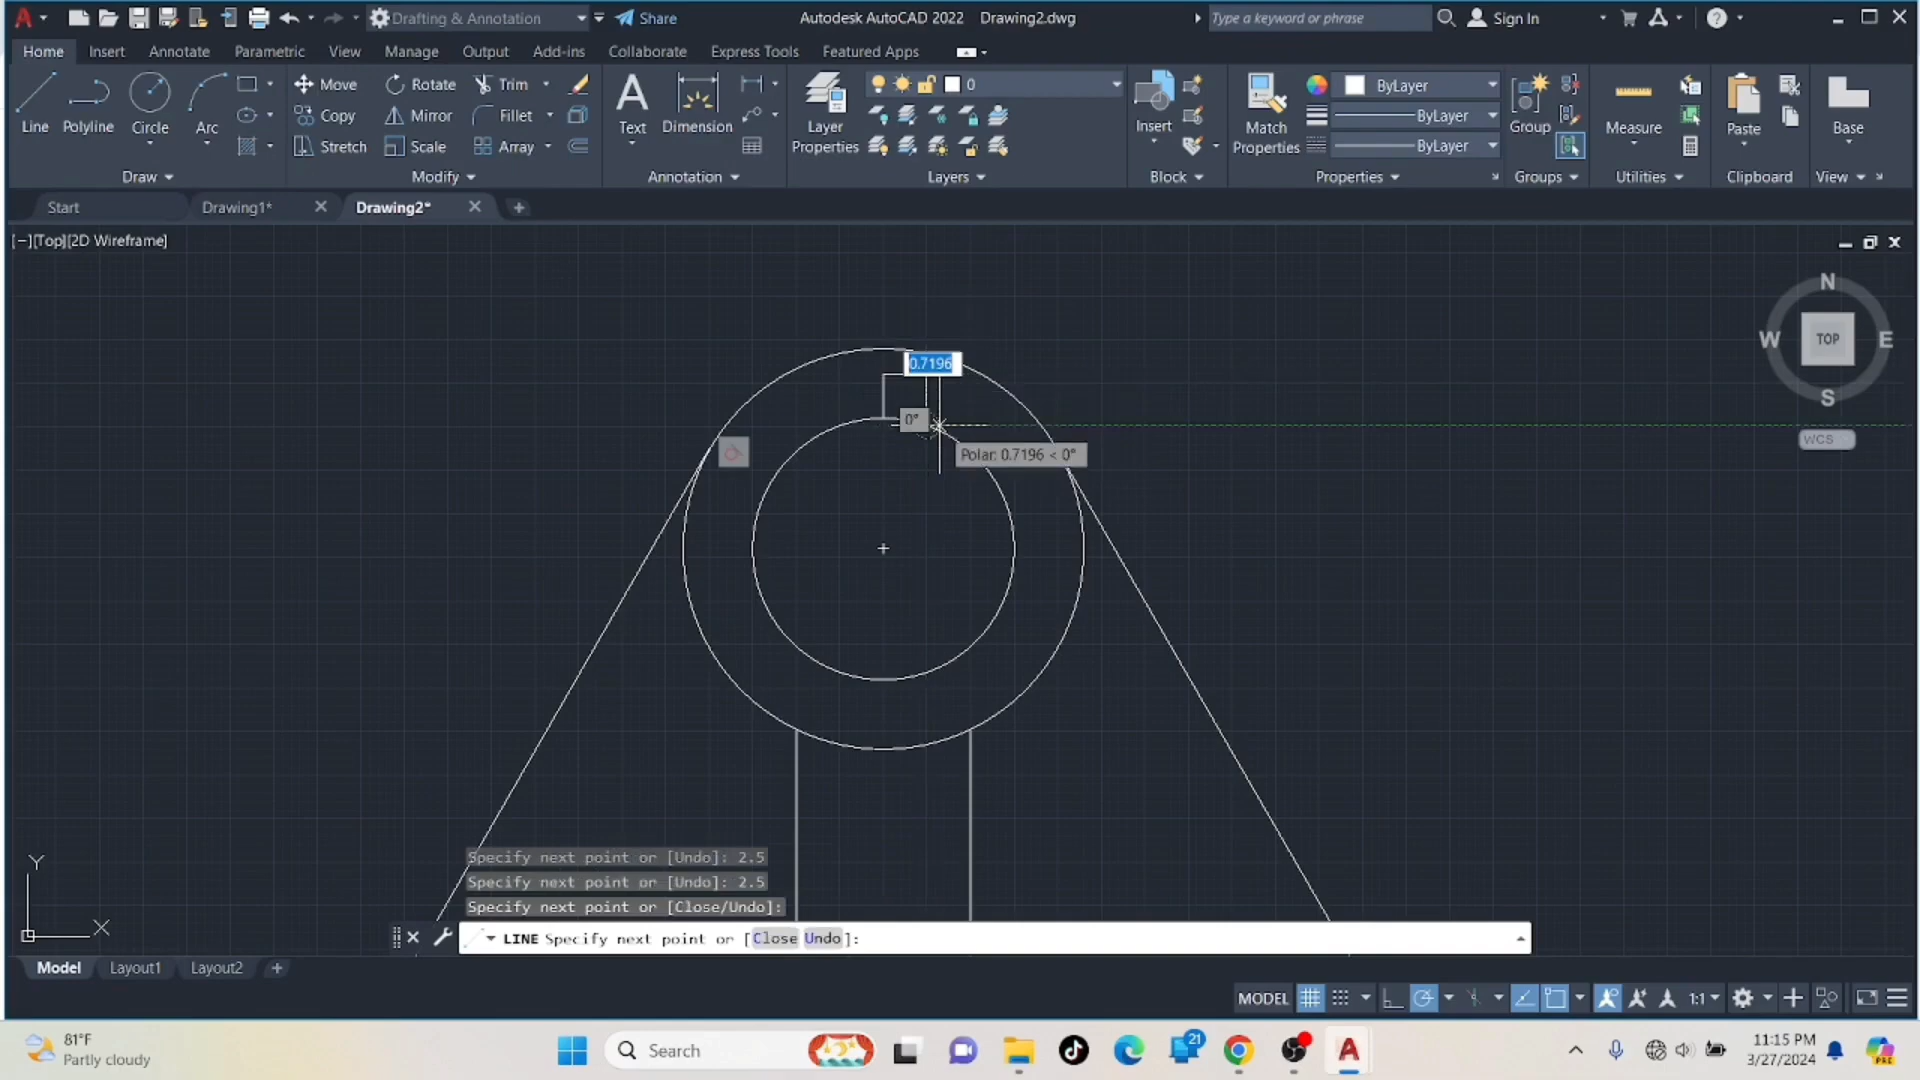 Drafting & Annotation
Share
Autodesk AutoCAD 2022 Drawing2.dwg
Type a keyword or phrase
Sign In
Home Insert Annotate Parametric View Manage Output Add-ins Collaborate Express Tools Featured Apps
Line
Polyline
Circle
Arc
Draw
Move
Rotate
Trim
Copy
Mirror
Fillet
Stretch
Scale
Array
Modify
Text
Dimension
Annotation
Layer
Properties
0
Layers
Insert
Block
Match
Properties
ByLayer
ByLayer
ByLayer
Properties
Group
Groups
Measure
Utilities
Paste
Clipboard
Base
View
Start
Drawing1*
Drawing2*
[−][Top][2D Wireframe]
N
W
TOP
E
S
WCS
0.7196
0°
Polar: 0.7196 < 0°
Y
X
Specify next point or [Undo]: 2.5
Specify next point or [Undo]: 2.5
Specify next point or [Close/Undo]:
LINE Specify next point or [Close Undo]:
Model
Layout1
Layout2
MODEL
1:1
81°F
Partly cloudy
Search
21
11:15 PM
3/27/2024
PRE